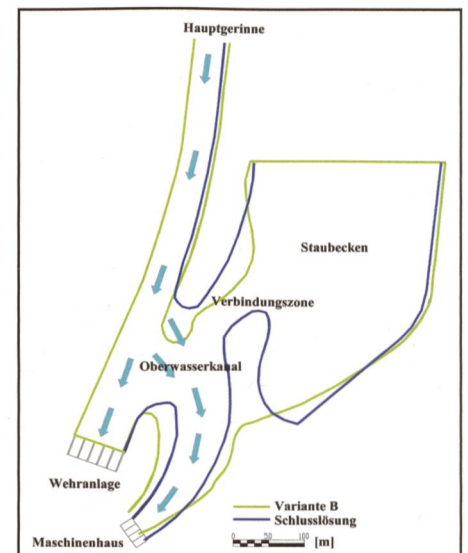 Hauptgerinne
Staubecken
Verbindungszone
Oberwasserkanal
Wehranlage
Variante B
Schlusslösung
0 50 100 [m]
Maschinenhaus